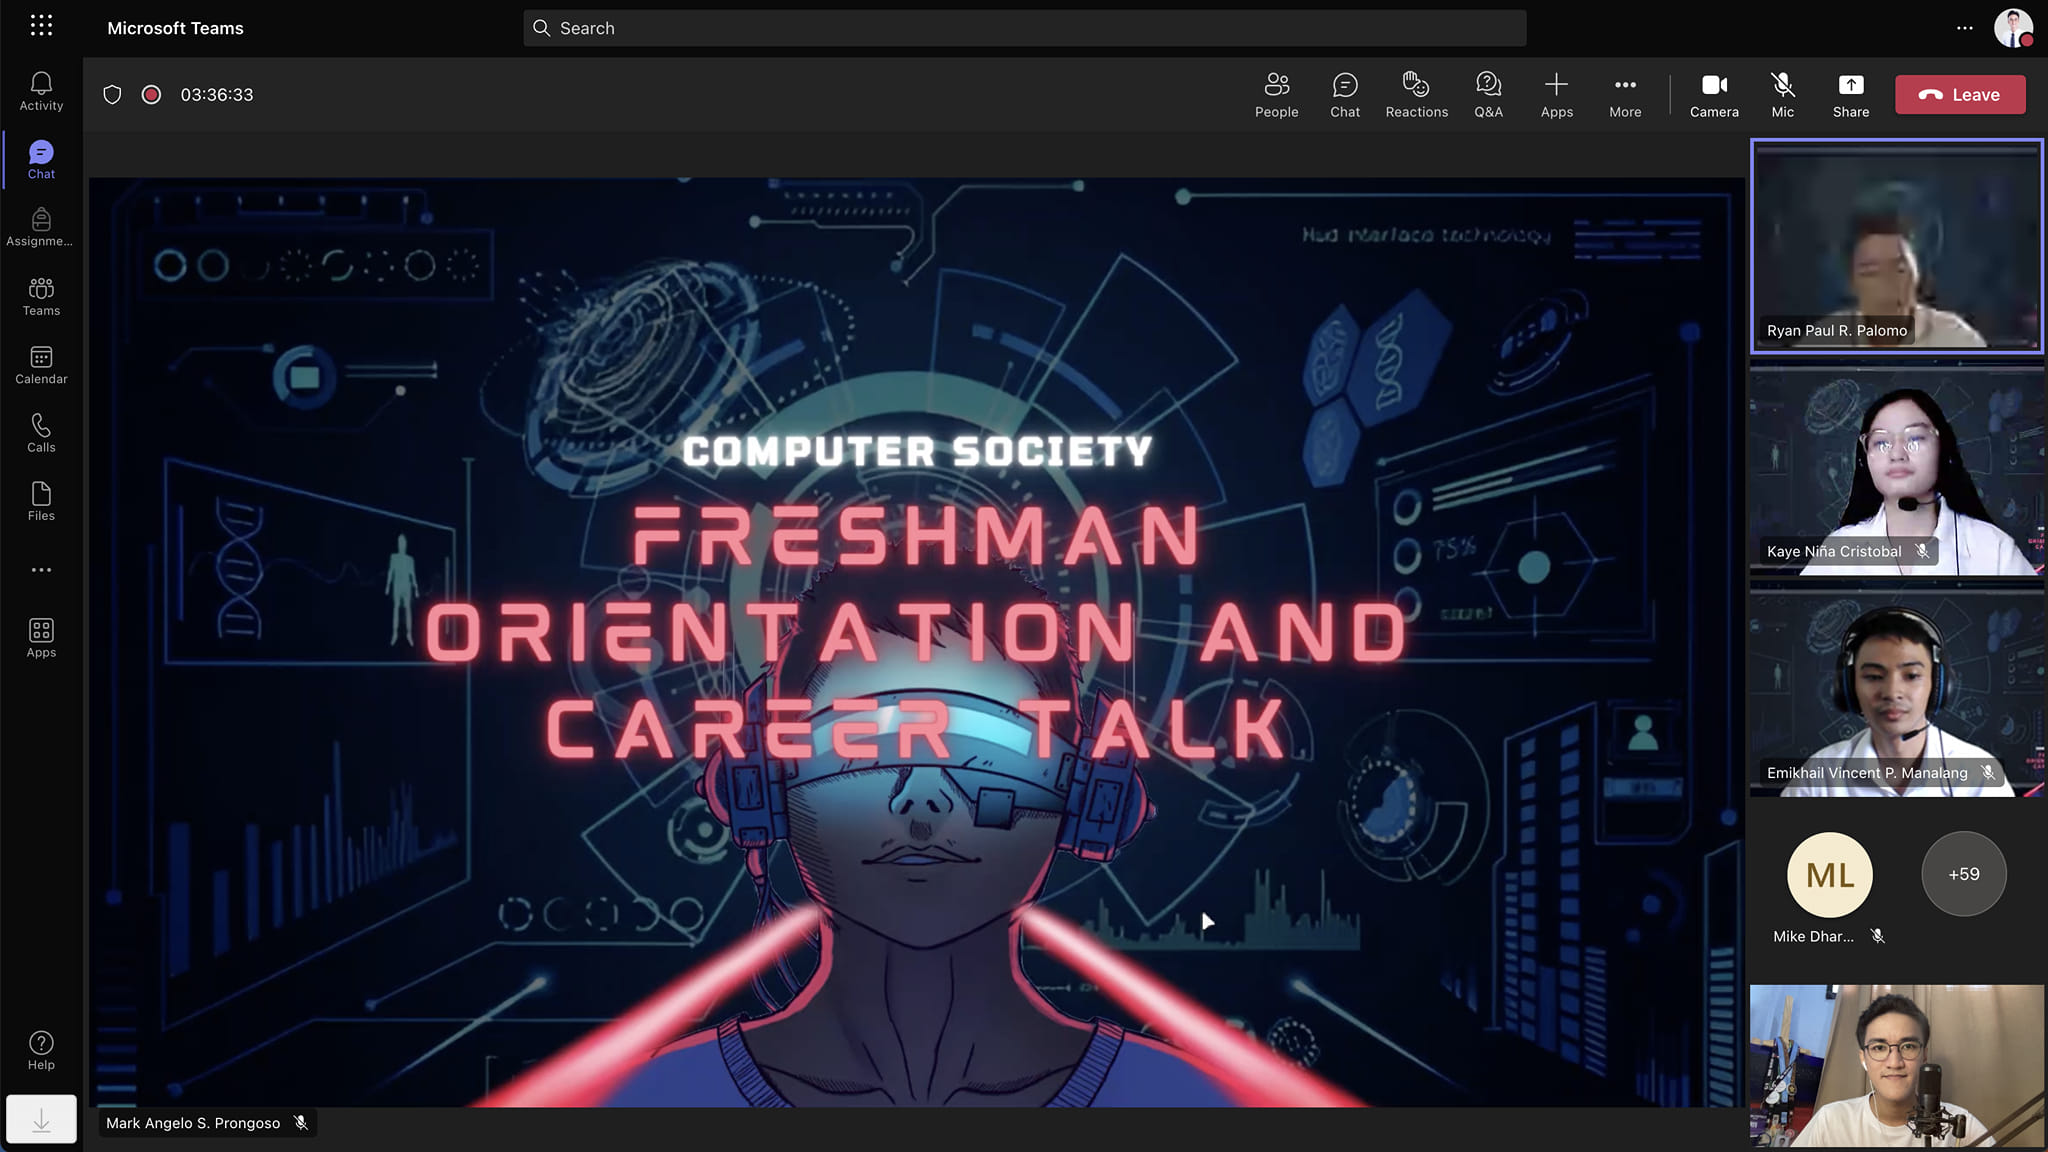 Microsoft Teams
Search
Activity
Chat
Assignme...
Teams
Calendar
Calls
Files
Apps
Help
03:36:33
People
Chat
Reactions
Q&A
Apps
More
Camera
Mic
Share
Leave
Hud interface technology
COMPUTER SOCIETY
FRESHMAN
ORIENTATION AND
CAREER TALK
75%
Mark Angelo S. Prongoso
Ryan Paul R. Palomo
Kaye Niña Cristobal
Emikhail Vincent P. Manalang
ML
+59
Mike Dhar...